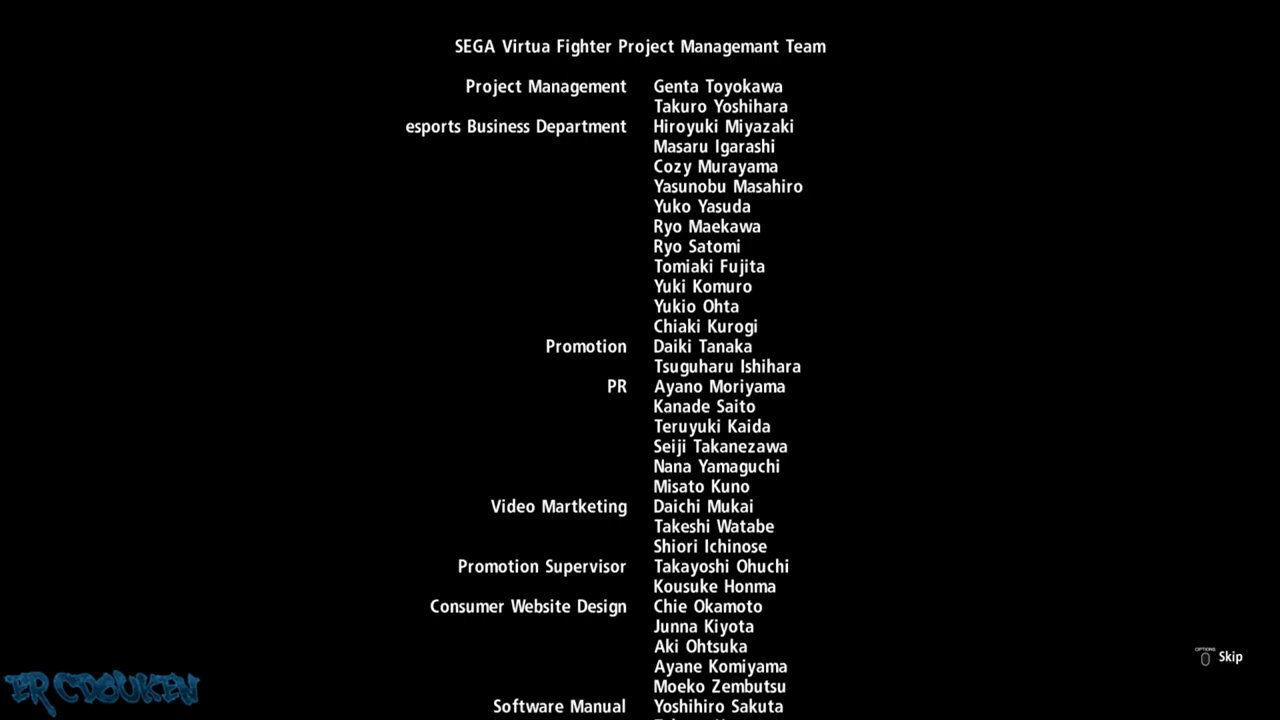 SEGA Virtua Fighter Project Managemant Team
Project Management Genta Toyokawa
Takuro Yoshihara
esports Business Department Hiroyuki Miyazaki
Masaru Igarashi
Cozy Murayama
Yasunobu Masahiro
Yuko Yasuda
Ryo Maekawa
Ryo Satomi
Tomiaki Fujita
Yuki Komuro
Yukio Ohta
Chiaki Kurogi
Promotion Daiki Tanaka
Tsuguharu Ishihara
PR Ayano Moriyama
Kanade Saito
Teruyuki Kaida
Seiji Takanezawa
Nana Yamaguchi
Misato Kuno
Video Martketing Daichi Mukai
Takeshi Watabe
Shiori Ichinose
Promotion Supervisor Takayoshi Ohuchi
Kousuke Honma
Consumer Website Design Chie Okamoto
Junna Kiyota
Aki Ohtsuka
Ayane Komiyama
Moeko Zembutsu
Software Manual Yoshihiro Sakuta
OPTIONS Skip